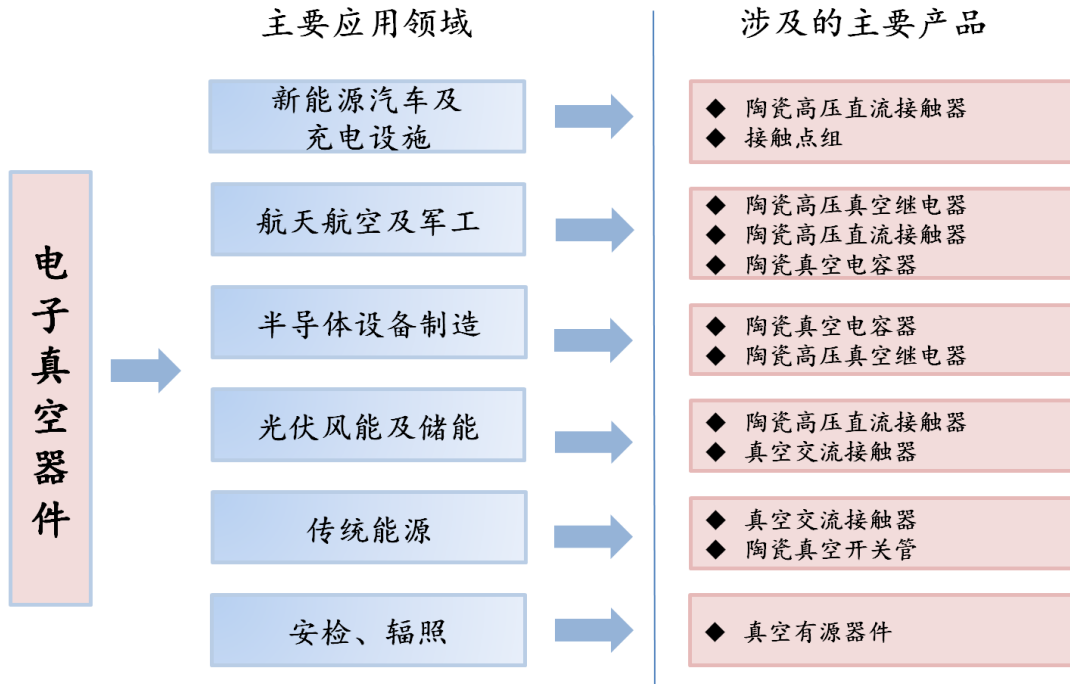 主要应用领域
涉及的主要产品
电子真空器件
新能源汽车及
充电设施
◆ 陶瓷高压直流接触器
◆ 接触点组
航天航空及军工
◆ 陶瓷高压真空继电器
◆ 陶瓷高压直流接触器
◆ 陶瓷真空电容器
半导体设备制造
◆ 陶瓷真空电容器
◆ 陶瓷高压真空继电器
光伏风能及储能
◆ 陶瓷高压直流接触器
◆ 真空交流接触器
传统能源
◆ 真空交流接触器
◆ 陶瓷真空开关管
安检、辐照
◆ 真空有源器件